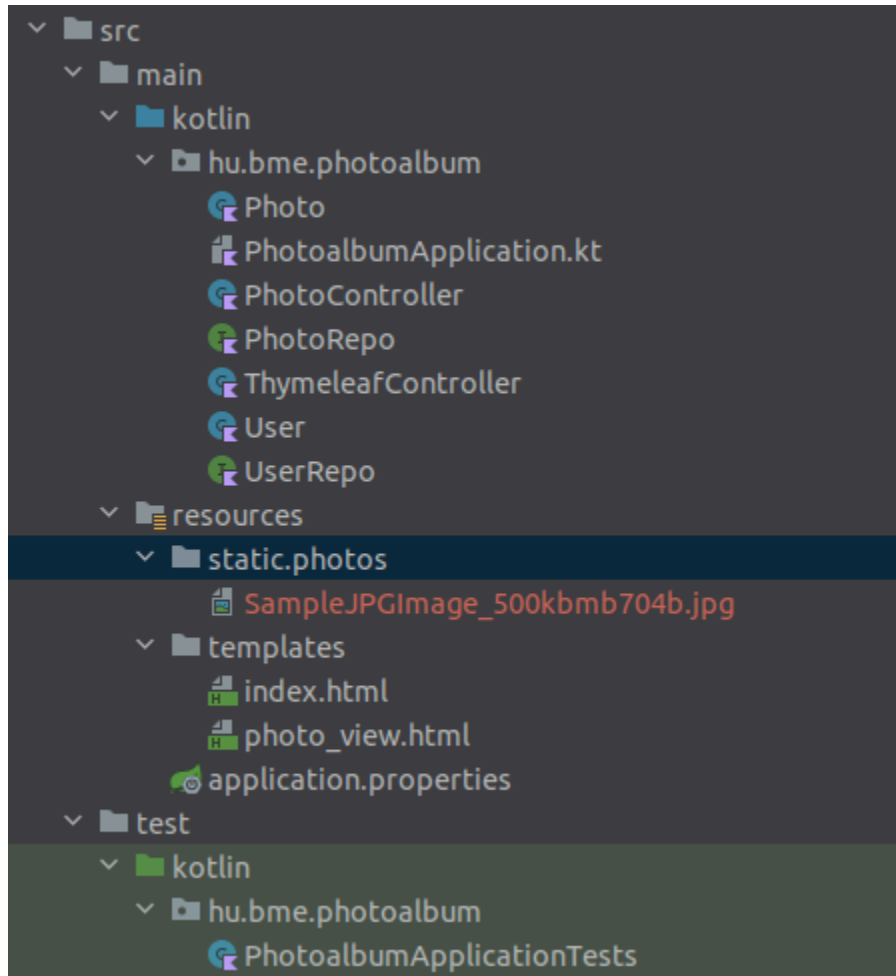 src
main
kotlin
hu.bme.photoalbum
Photo
PhotoalbumApplication.kt
PhotoController
PhotoRepo
ThymeleafController
User
UserRepo
resources
static.photos
SampleJPGImage_500kbmb704b.jpg
templates
index.html
photo_view.html
application.properties
test
kotlin
hu.bme.photoalbum
PhotoalbumApplicationTests